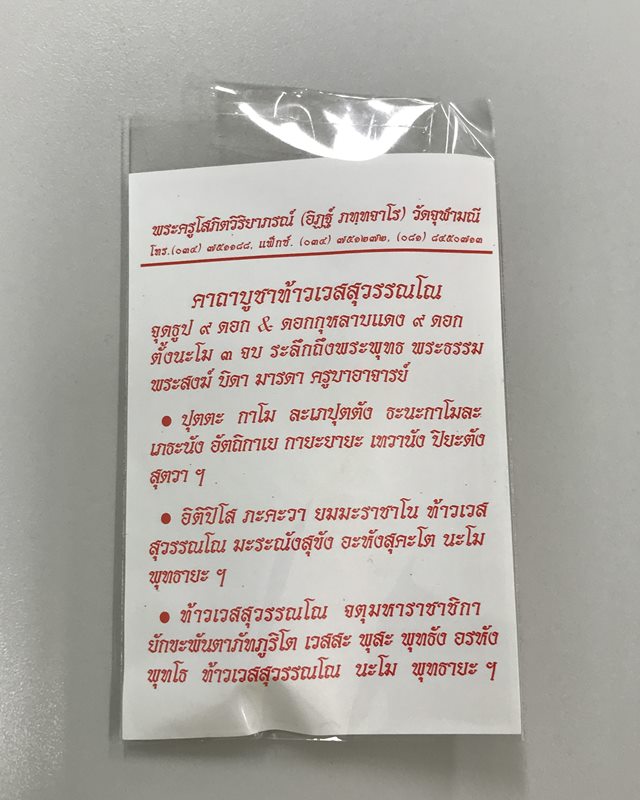 พระครูโสภิตวิริยาภรณ์ (อิฏฐ์ ภทฺทจาโร) วัดจุฬามณี
โทร.(๐๓๔) ๗๕๑๑๘๘, แฟ็กซ์. (๐๓๔) ๗๕๑๒๗๒, (๐๘๑) ๘๔๕๐๗๑๓
คาถาบูชาท้าวเวสสุวรรณโณ
จุดธูป ๙ ดอก & ดอกกุหลาบแดง ๙ ดอก
ตั้งนะโม ๓ จบ ระลึกถึงพระพุทธ พระธรรม
พระสงฆ์ บิดา มารดา ครูบาอาจารย์
• ปุตตะ กาโม ละเภปุตตัง ธะนะกาโมละ
เภธะนัง อัตถิกาเย กายะยายะ เทวานัง ปิยะตัง
สุตวา ฯ
• อิติปิโส ภะคะวา ยมมะราชาโน ท้าวเวส
สุวรรณโณ มะระณังสุขัง อะหังสุคะโต นะโม
พุทธายะ ฯ
• ท้าวเวสสุวรรณโณ จตุมหาราชาชิกา
ยักขะพันตาภัทภูริโต เวสสะ พุสะ พุทธัง อรหัง
พุทโธ ท้าวเวสสุวรรณโณ นะโม พุทธายะ ฯ